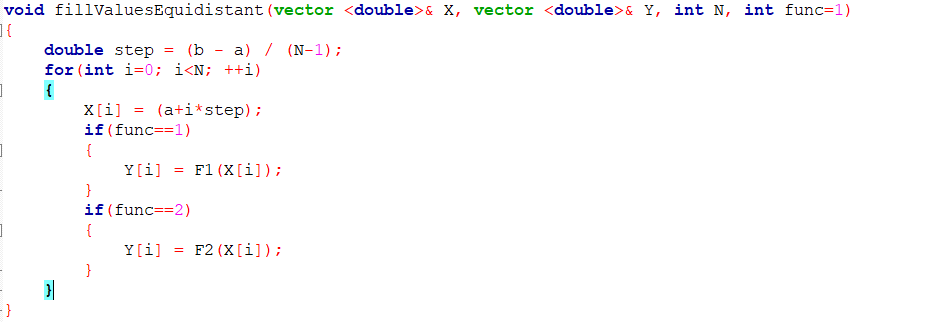 void fillValuesEquidistant(vector <double>& X, vector <double>& Y, int N, int func=1)
{
    double step = (b - a) / (N-1);
    for(int i=0; i<N; ++i)
    {
        X[i] = (a+i*step);
        if(func==1)
        {
            Y[i] = F1(X[i]);
        }
        if(func==2)
        {
            Y[i] = F2(X[i]);
        }
    }
}